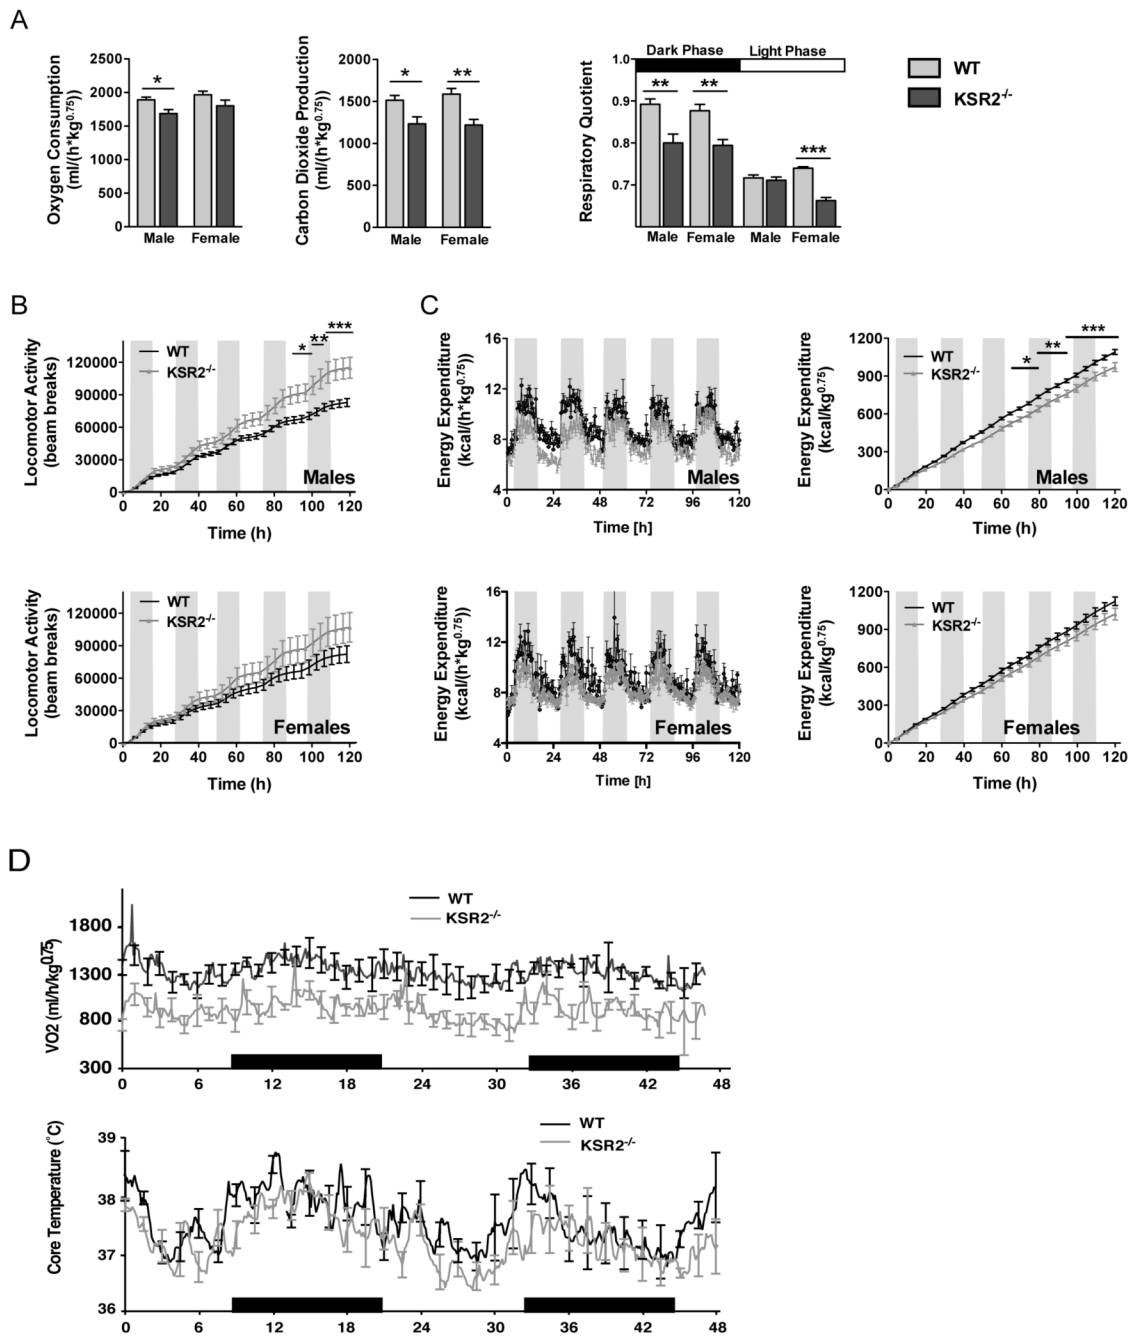 A
Oxygen Consumption
(ml/(h*kg0.75))
2500
2000
1500
1000
500
0
*
Male Female
Carbon Dioxide Production
(ml/(h*kg0.75))
2000
1500
1000
500
0
* **
Male Female
Respiratory Quotient
1.0
0.9
0.8
0.7
Dark Phase Light Phase
** ** ***
Male Female Male Female
WT
KSR2-/-
B
Locomotor Activity
(beam breaks)
120000
90000
60000
30000
0
WT
KSR2-/-
* ** ***
Males
0 20 40 60 80 100 120
Time (h)
Locomotor Activity
(beam breaks)
120000
90000
60000
30000
0
WT
KSR2-/-
Females
0 20 40 60 80 100 120
Time (h)
C
Energy Expenditure
(kcal/(h*kg0.75))
16
12
8
4
Males
0 24 48 72 96 120
Time [h]
Energy Expenditure
(kcal/kg0.75)
1200
900
600
300
0
WT
KSR2-/-
* ** ***
Males
0 20 40 60 80 100 120
Time (h)
Energy Expenditure
(kcal/(h*kg0.75))
16
12
8
4
Females
0 24 48 72 96 120
Time [h]
Energy Expenditure
(kcal/kg0.75)
1200
900
600
300
0
WT
KSR2-/-
Females
0 20 40 60 80 100 120
Time (h)
D
VO2 (ml/h/kg0.75)
1800
1300
800
300
WT
KSR2-/-
0 6 12 18 24 30 36 42 48
Core Temperature (°C)
39
38
37
36
WT
KSR2-/-
0 6 12 18 24 30 36 42 48